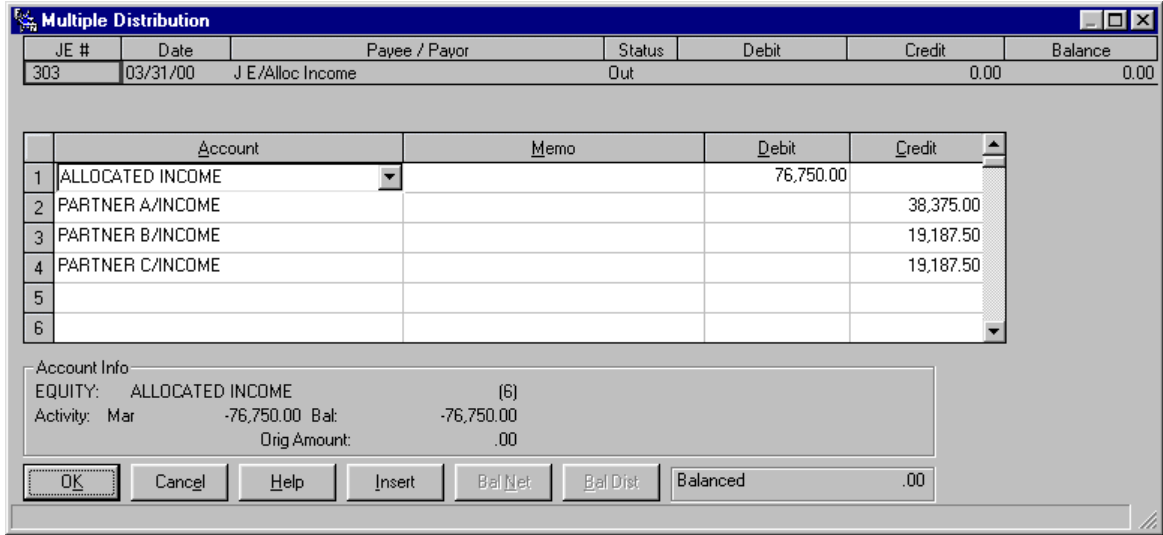 Multiple Distribution
JE # Date Payee / Payor Status Debit Credit Balance
303 03/31/00 J E/Alloc Income Out 0.00 0.00
Account Memo Debit Credit
1 ALLOCATED INCOME 76,750.00
2 PARTNER A/INCOME 38,375.00
3 PARTNER B/INCOME 19,187.50
4 PARTNER C/INCOME 19,187.50
5
6
Account Info
EQUITY: ALLOCATED INCOME (6)
Activity: Mar -76,750.00 Bal: -76,750.00
Orig Amount: .00
OK Cancel Help Insert Bal Net Bal Dist Balanced .00